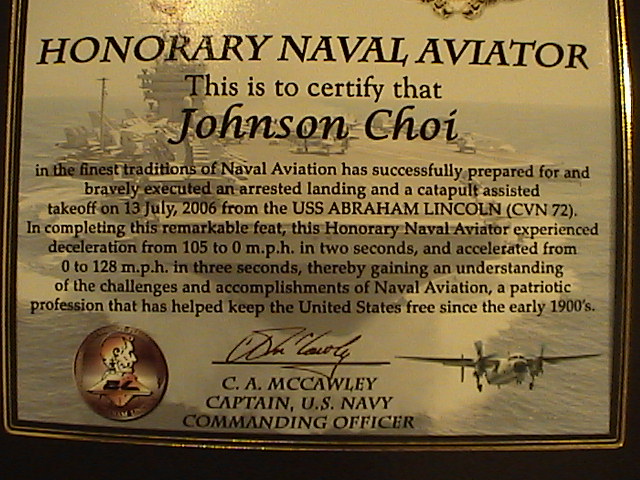 HONORARY NAVAL AVIATOR
This is to certify that
Johnson Choi
in the finest traditions of Naval Aviation has successfully prepared for and
bravely executed an arrested landing and a catapult assisted
takeoff on 13 July, 2006 from the USS ABRAHAM LINCOLN (CVN 72).
In completing this remarkable feat, this Honorary Naval Aviator experienced
deceleration from 105 to 0 m.p.h. in two seconds, and accelerated from
0 to 128 m.p.h. in three seconds, thereby gaining an understanding
of the challenges and accomplishments of Naval Aviation, a patriotic
profession that has helped keep the United States free since the early 1900's.
C. A. MCCAWLEY
CAPTAIN, U.S. NAVY
COMMANDING OFFICER